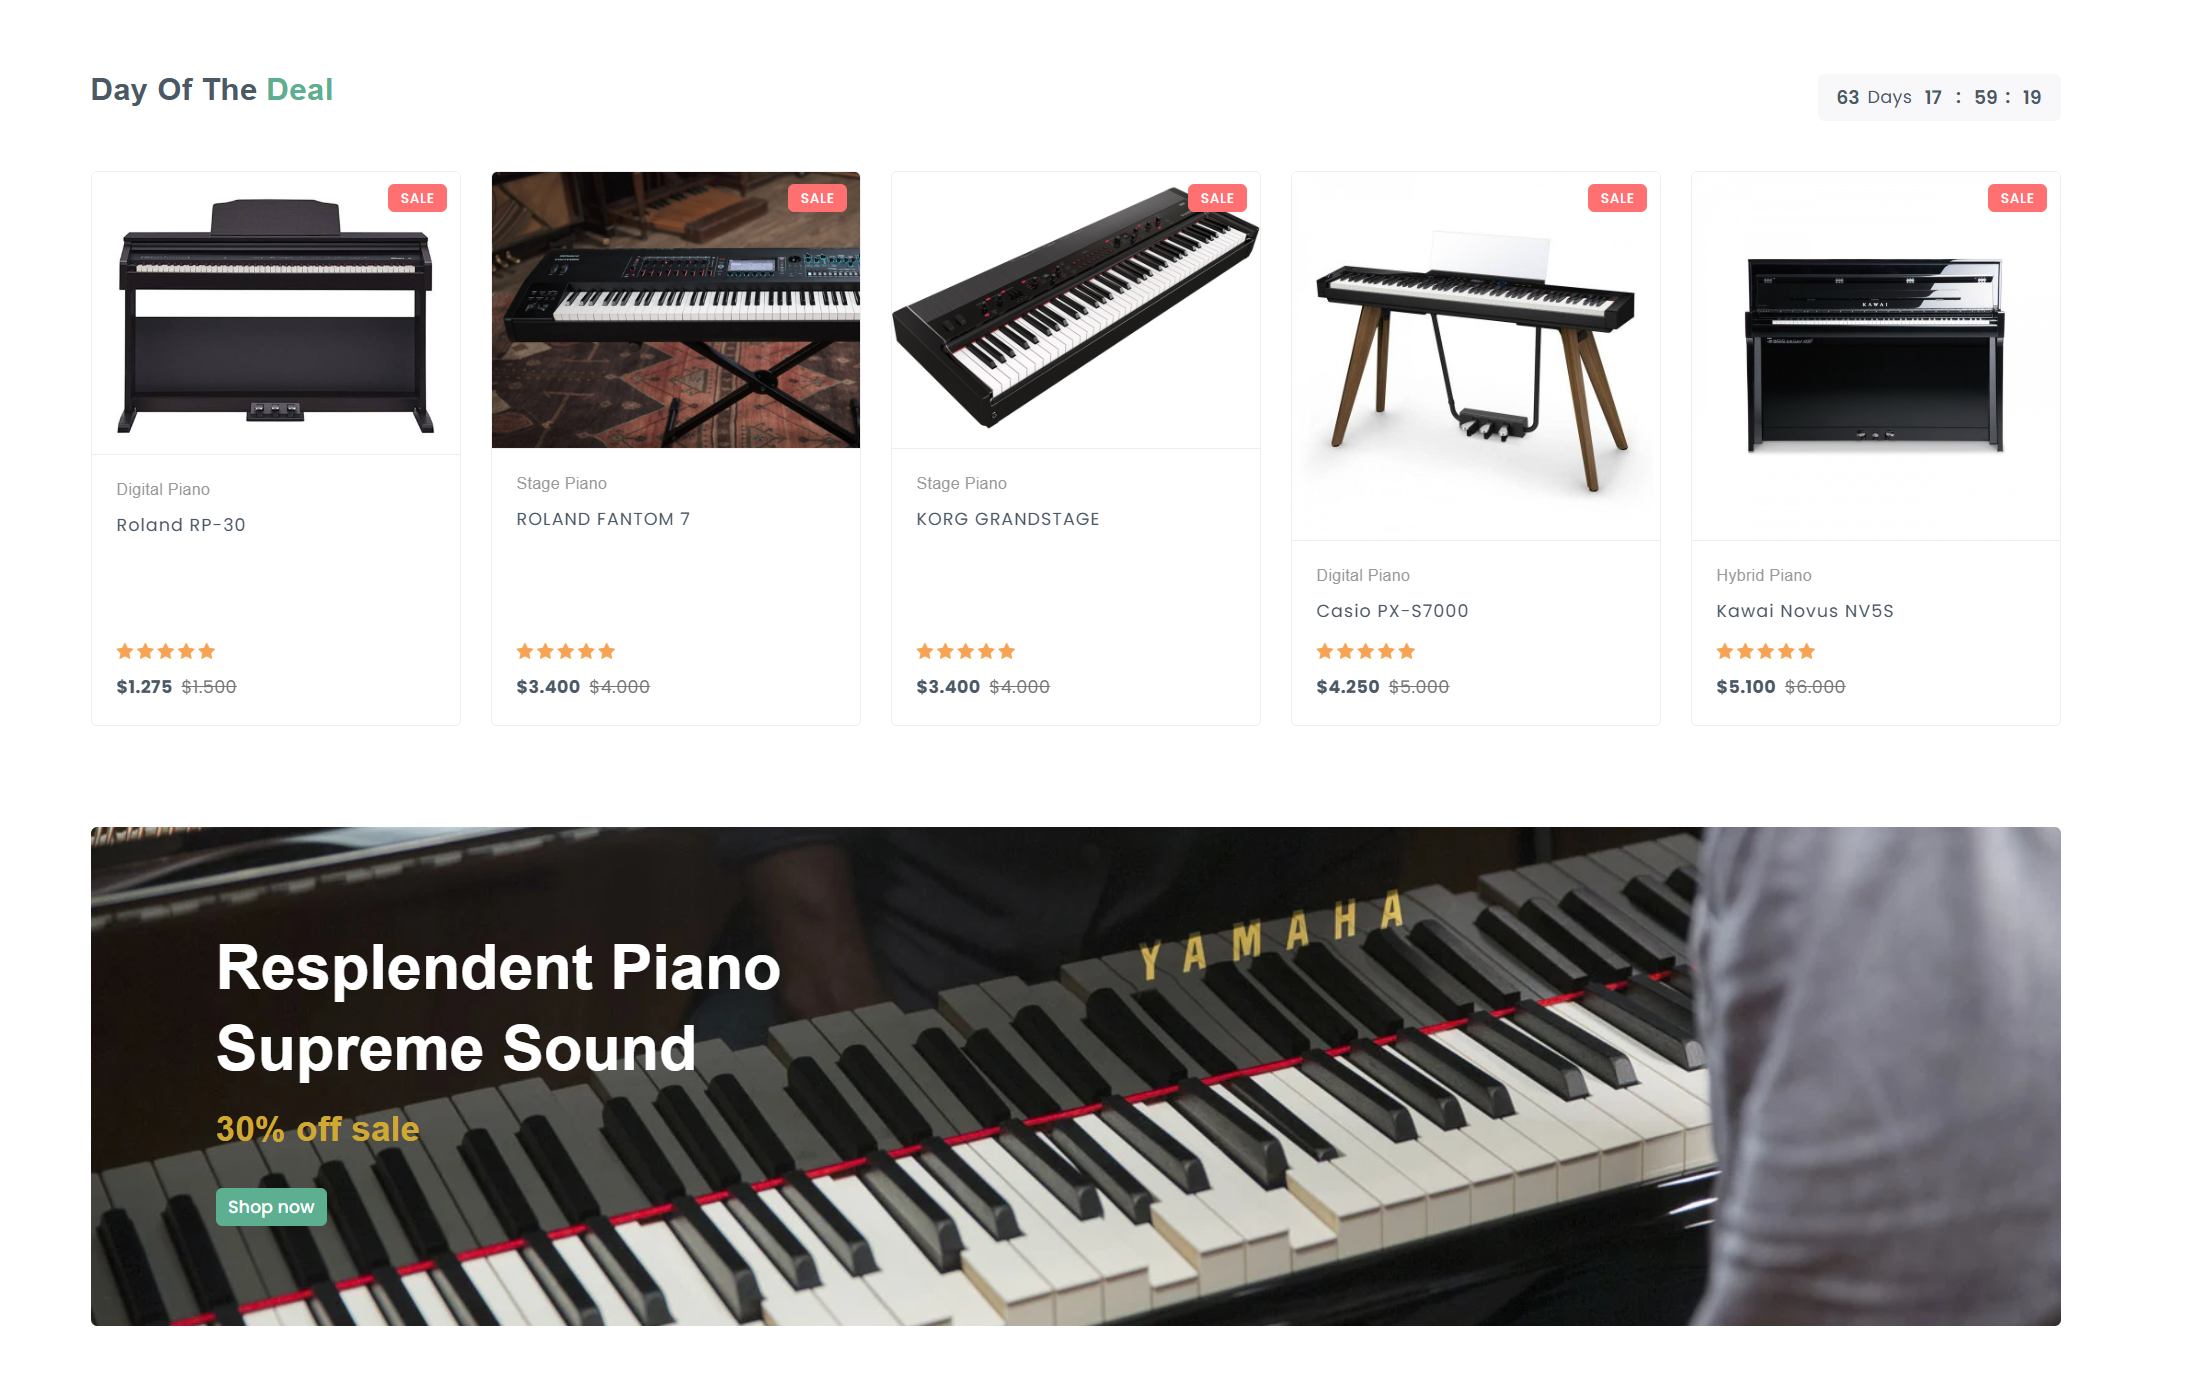 Day Of The Deal
63 Days 17 : 59 : 19
SALE
SALE
SALE
SALE
SALE
KAWAI
Digital Piano
Roland RP-30
$1.275 $1.500
Stage Piano
ROLAND FANTOM 7
$3.400 $4.000
Stage Piano
KORG GRANDSTAGE
$3.400 $4.000
Digital Piano
Casio PX-S7000
$4.250 $5.000
Hybrid Piano
Kawai Novus NV5S
$5.100 $6.000
YAMAHA
Resplendent Piano
Supreme Sound
30% off sale
Shop now